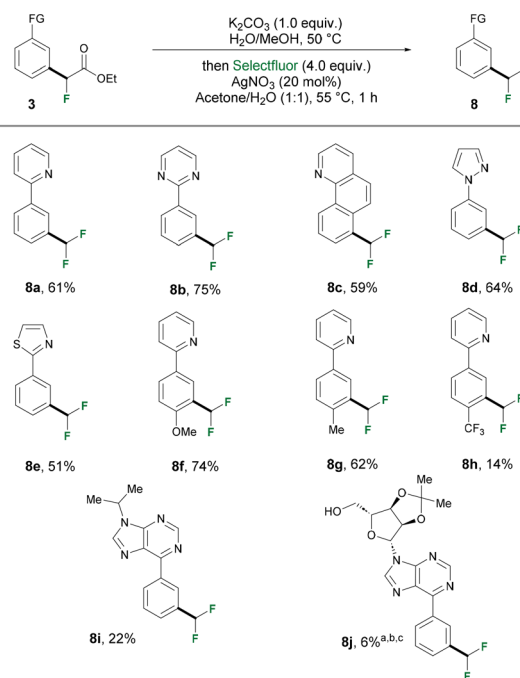 FG
O
OEt
F
3
K₂CO₃ (1.0 equiv.)
H₂O/MeOH, 50 °C
then Selectfluor (4.0 equiv.)
AgNO₃ (20 mol%)
Acetone/H₂O (1:1), 55 °C, 1 h
FG
F
8
N
F
F
8a, 61%
N N
F
F
8b, 75%
N
F
F
8c, 59%
N
N
F
F
8d, 64%
S N
F
F
8e, 51%
N
F
OMe F
8f, 74%
N
F
Me F
8g, 62%
N
F
CF₃ F
8h, 14%
Me
Me
N N
N N
F
F
8i, 22%
Me
O
Me
HO
O
O
N N
N N
F
F
8j, 6%a,b,c